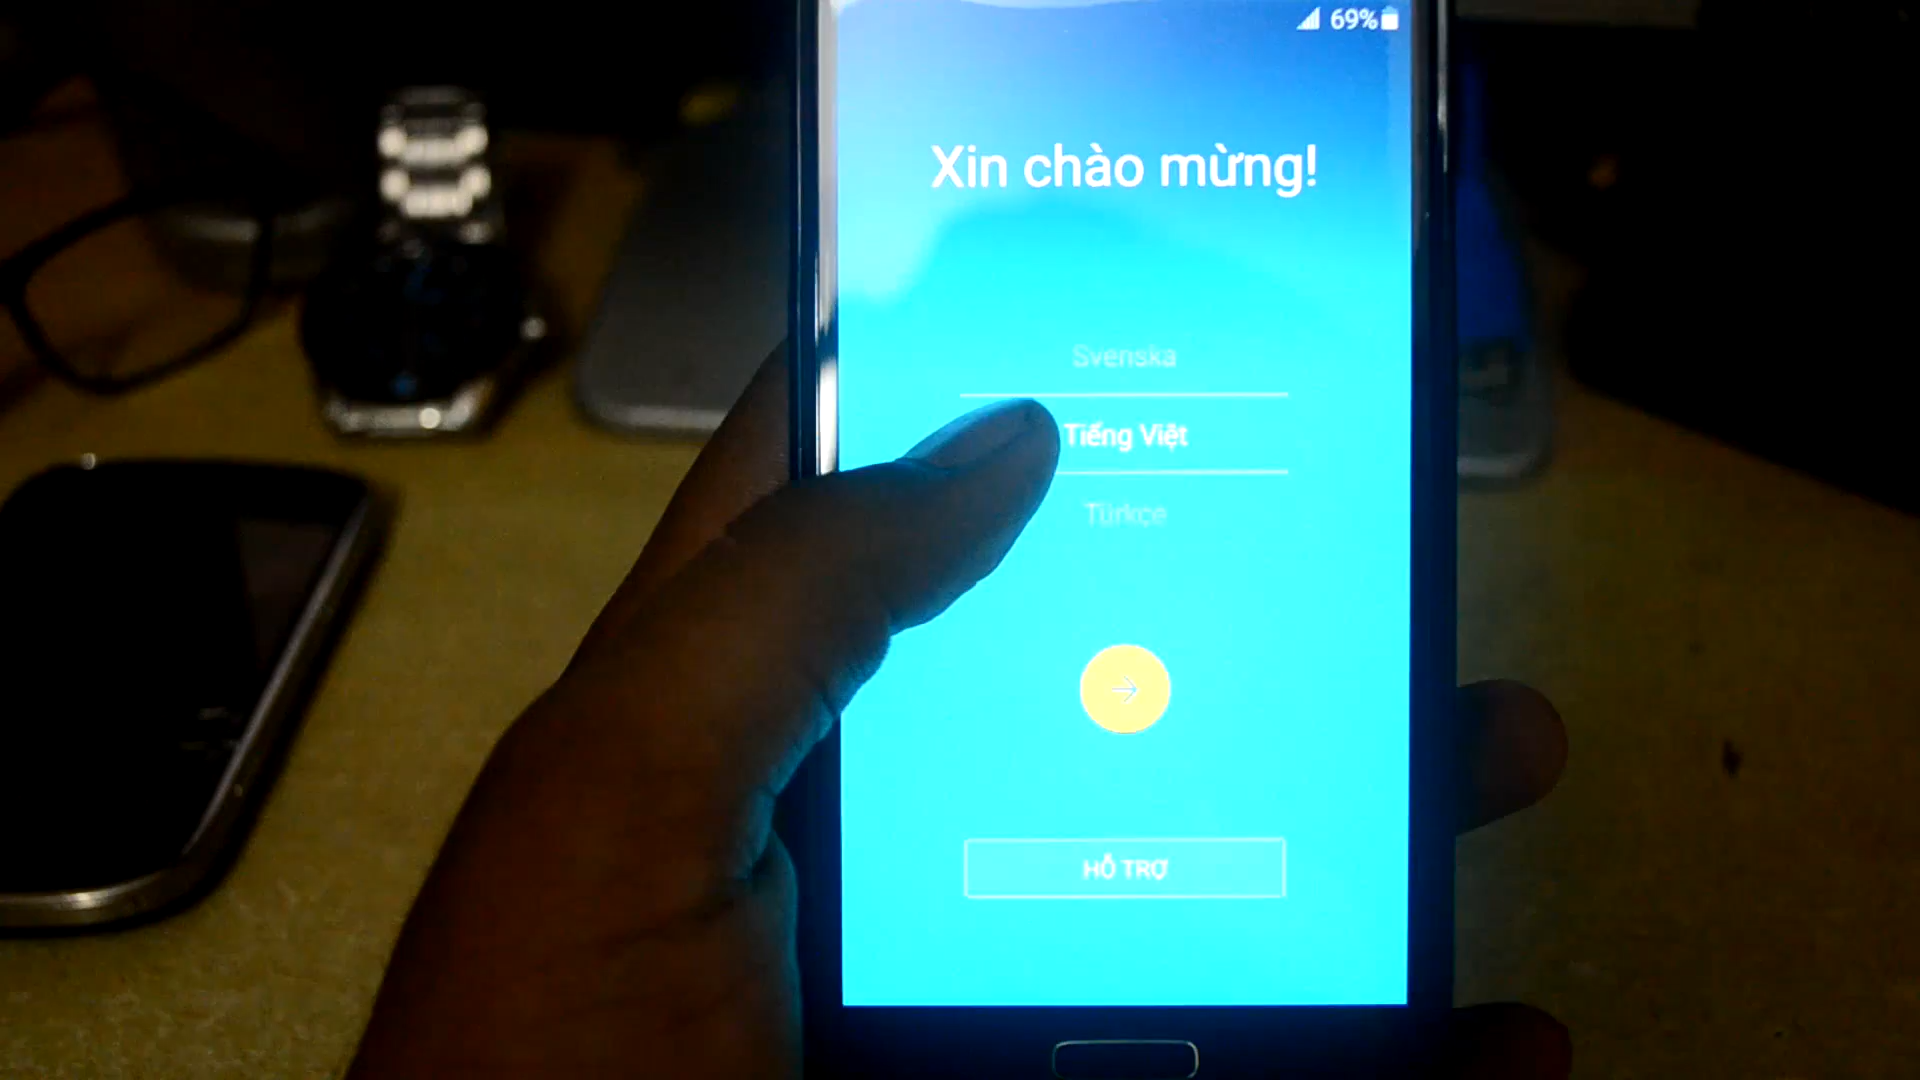 69%
Xin chào mừng!
Svenska
Tiếng Việt
Türkçe
HỖ TRỢ